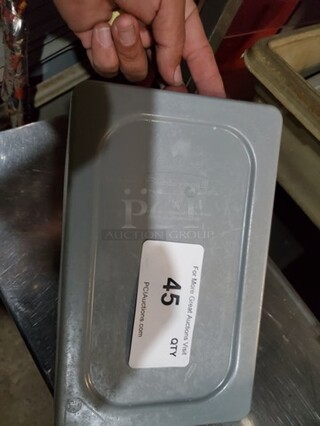 pci
AUCTION GROUP
For More Great Auctions Visit
45 QTY
PCIAuctions.com